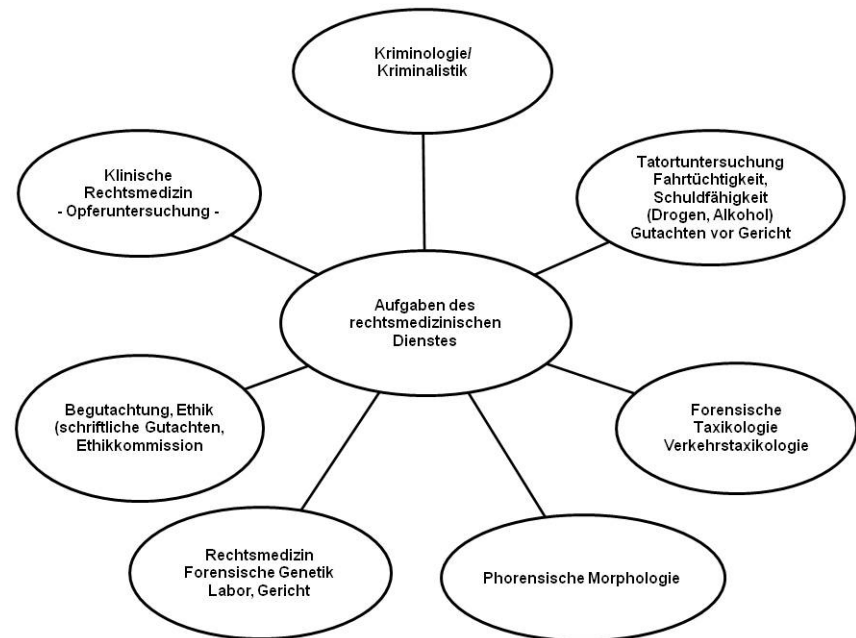 Kriminologie/
Kriminalistik
Klinische
Rechtsmedizin
- Opferuntersuchung -
Tatortuntersuchung
Fahrtüchtigkeit,
Schuldfähigkeit
(Drogen, Alkohol)
Gutachten vor Gericht
Aufgaben des
rechtsmedizinischen
Dienstes
Begutachtung, Ethik
(schriftliche Gutachten,
Ethikkommission
Forensische
Taxikologie
Verkehrstaxikologie
Rechtsmedizin
Forensische Genetik
Labor, Gericht
Phorensische Morphologie